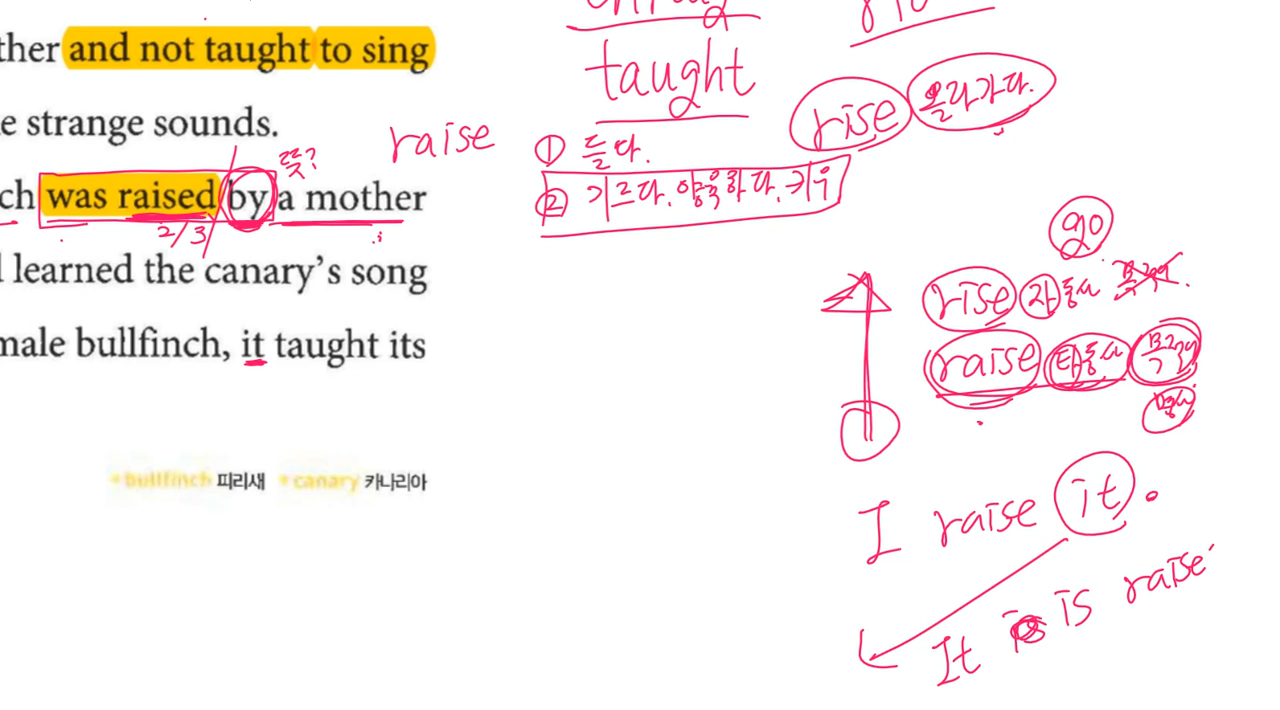 ther and not taught to sing
taught
rise 올라가다.
e strange sounds.
raise
① 들다.
뜻?
ch was raised by a mother
② 기르다. 양육하다. 키우
2/3
go
learned the canary's song
rise 자동사 목적어.
male bullfinch, it taught its
raise 타동사 목적어
명사
*bullfinch 피리새 *canary 카나리아
I raise it.
It is raise